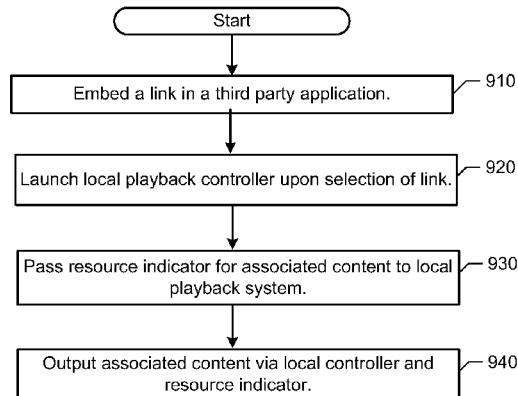 Start
910
Embed a link in a third party application.
920
Launch local playback controller upon selection of link.
930
Pass resource indicator for associated content to local
playback system.
940
Output associated content via local controller and
resource indicator.